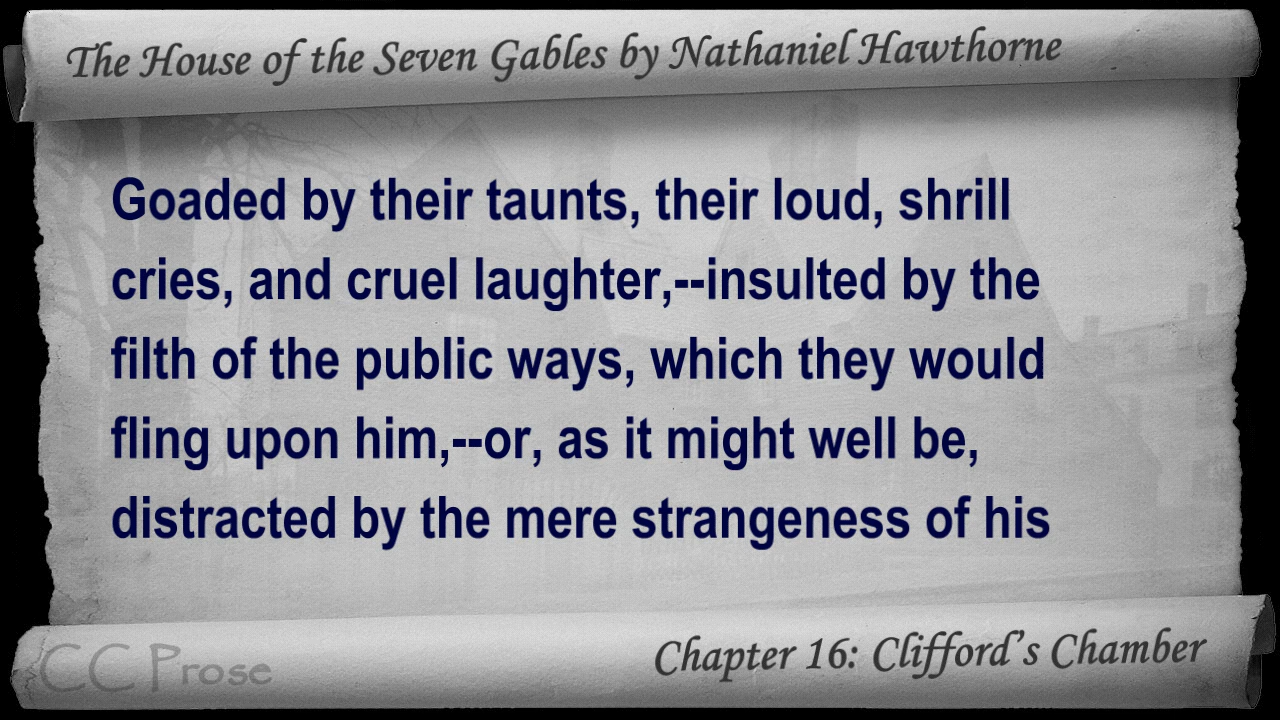 The House of the Seven Gables by Nathaniel Hawthorne
Goaded by their taunts, their loud, shrill
cries, and cruel laughter,--insulted by the
filth of the public ways, which they would
fling upon him,--or, as it might well be,
distracted by the mere strangeness of his
CC Prose
Chapter 16: Clifford's Chamber